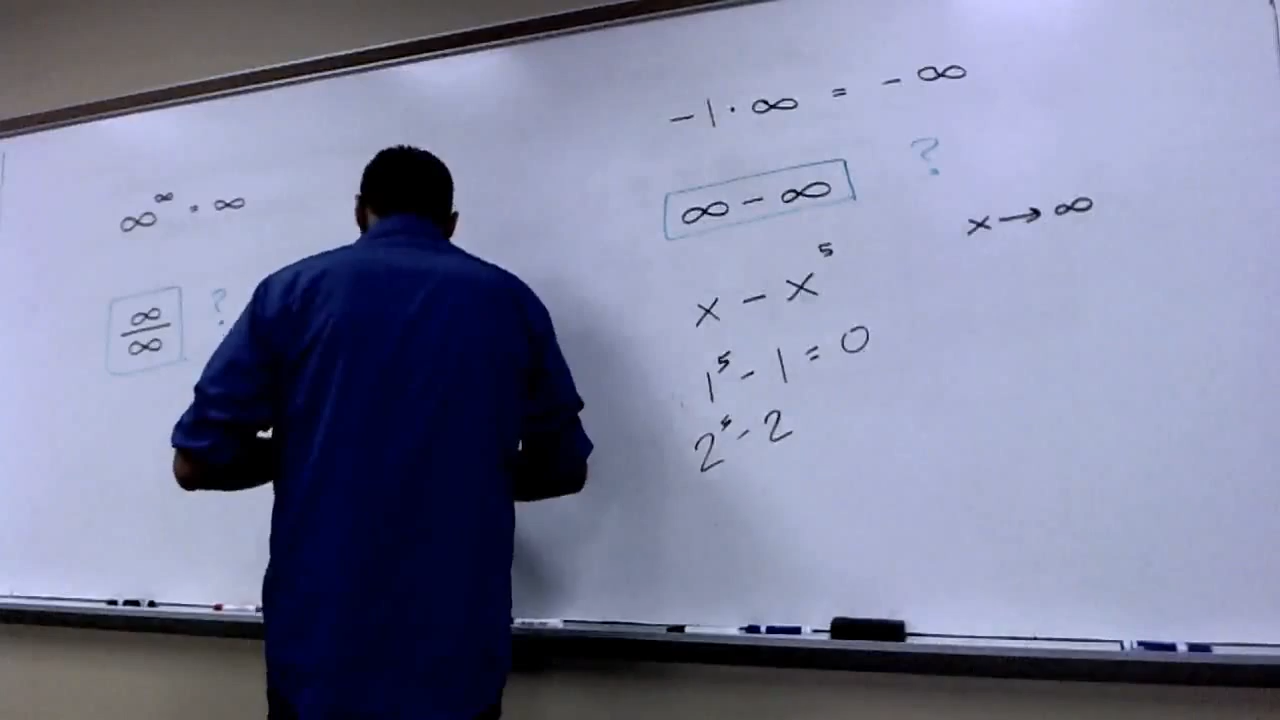 ∞^∞ · ∞
∞/∞ ?
-1 · ∞ = -∞
∞ - ∞ ?
x → ∞
x - x^5
1^5 - 1 = 0
2^5 - 2